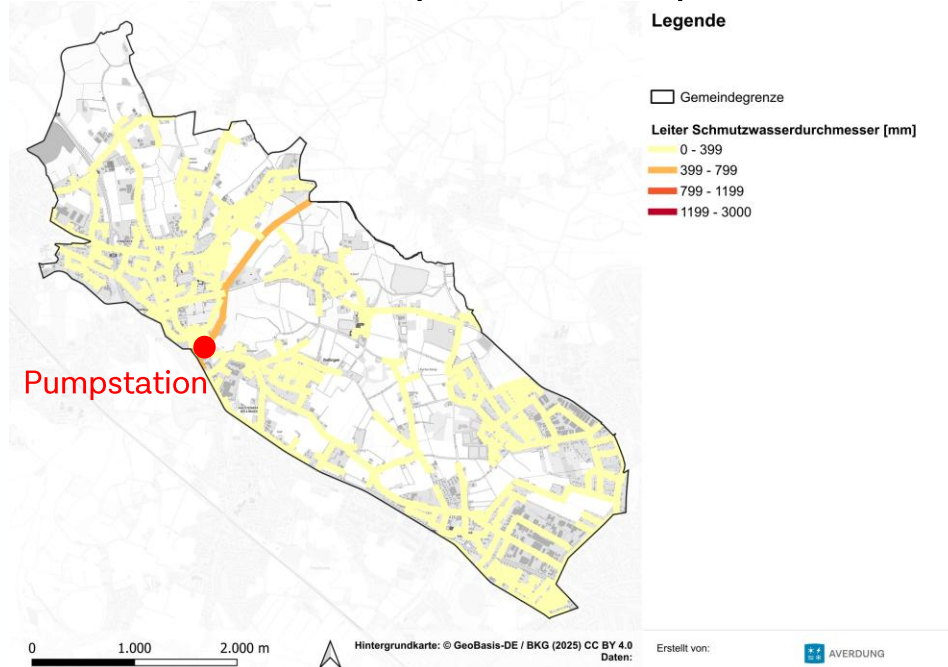 Legende
Gemeindegrenze
Leiter Schmutzwasserdurchmesser [mm]
0 - 399
399 - 799
799 - 1199
1199 - 3000
Pumpstation
0 1.000 2.000 m
Hintergrundkarte: © GeoBasis-DE / BKG (2025) CC BY 4.0
Daten:
Erstellt von:
AVERDUNG